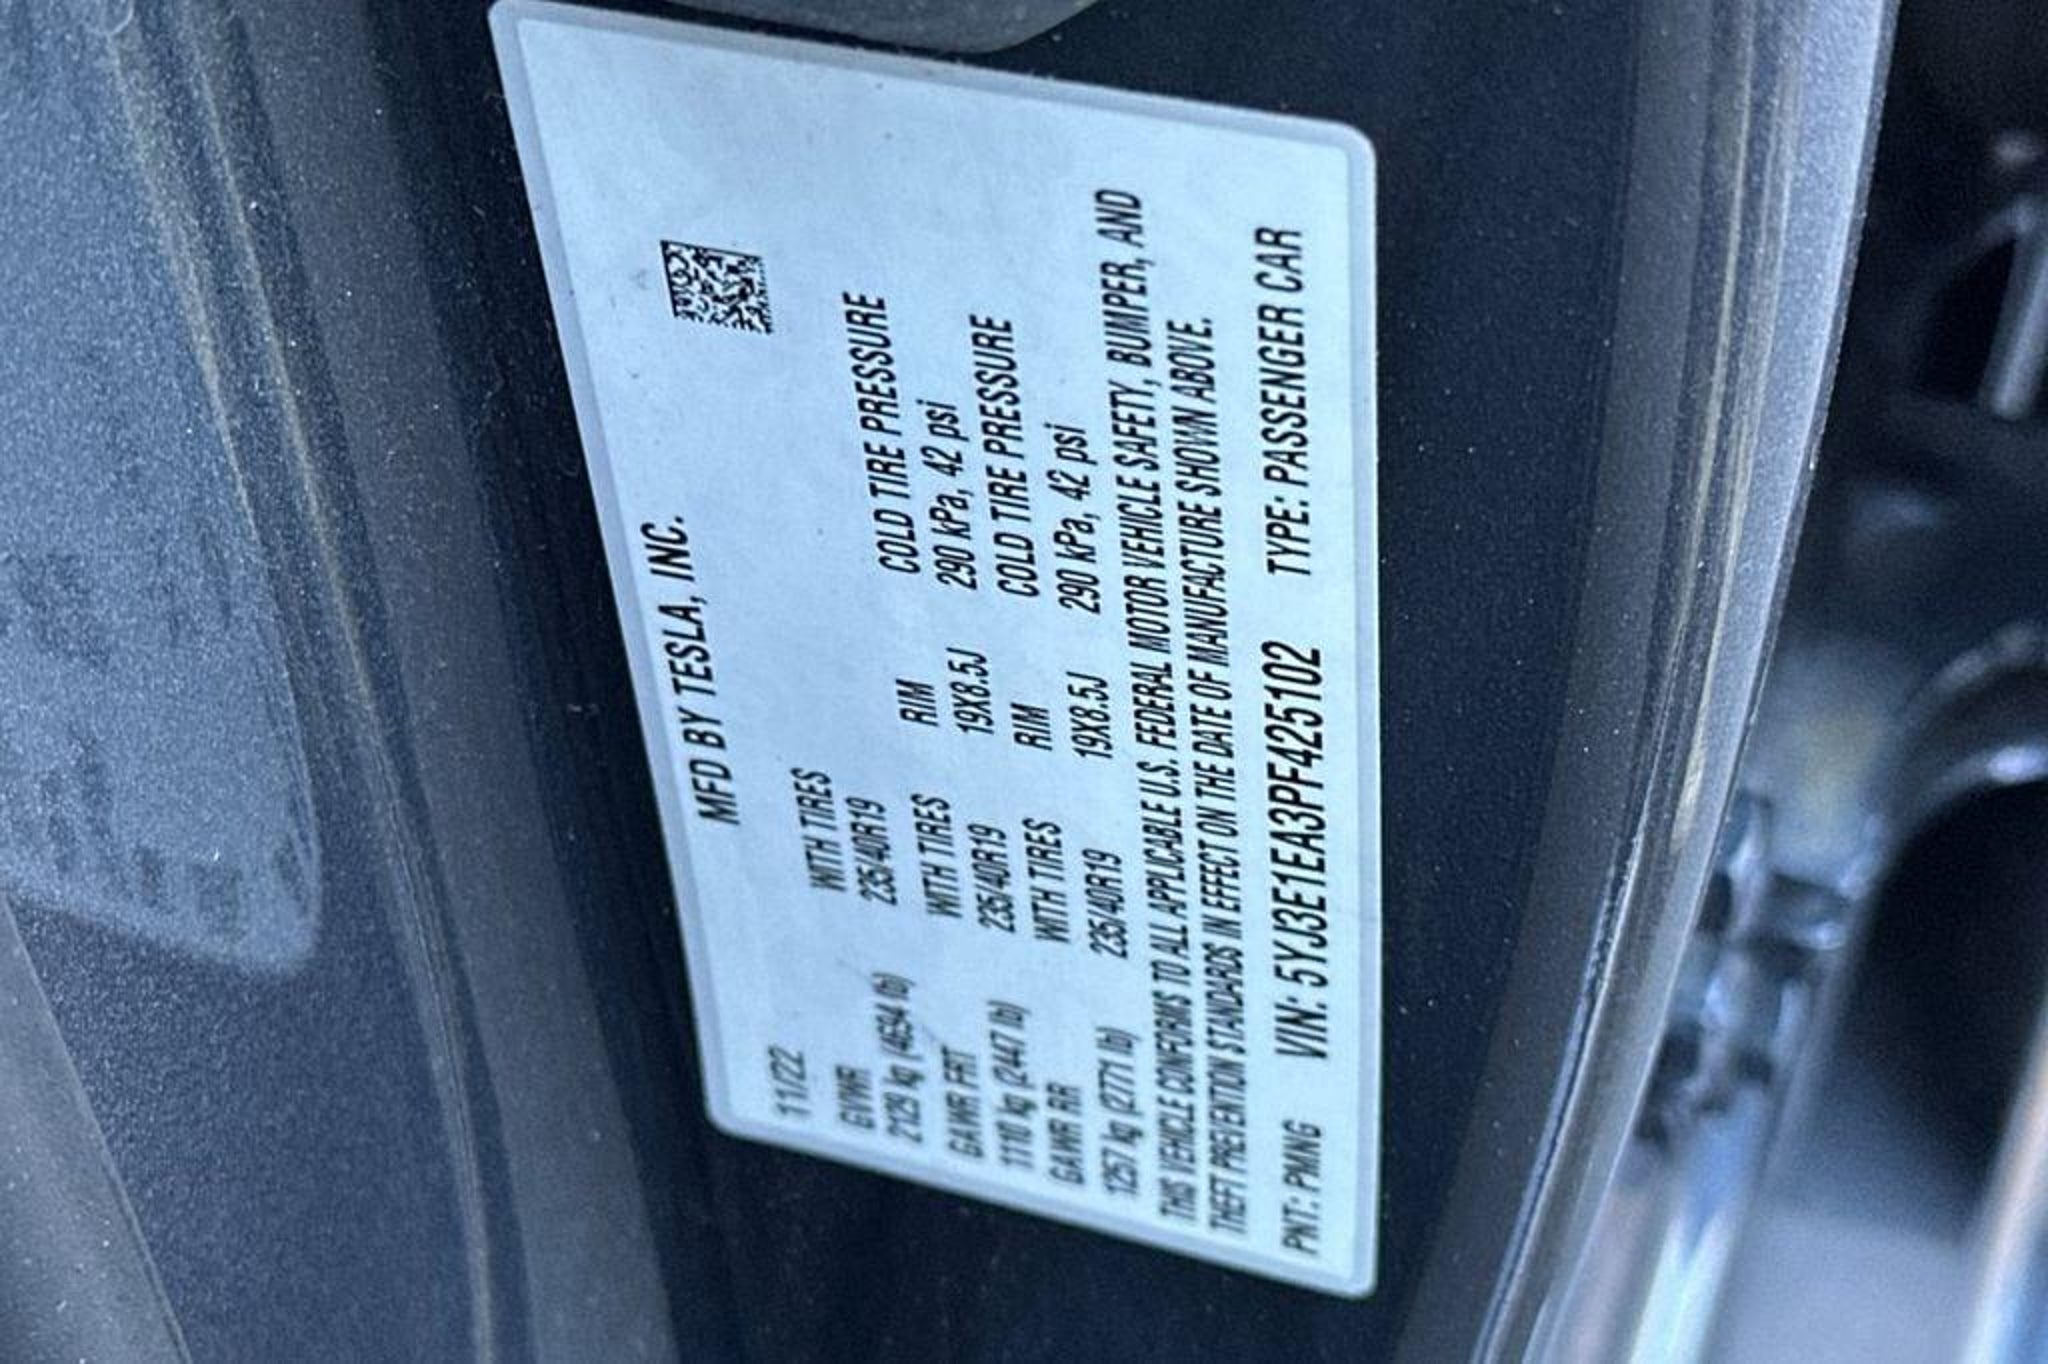 MFD BY TESLA, INC.
11/22
GVWR WITH TIRES RIM COLD TIRE PRESSURE
2129 kg (4694 lb) 235/40R19 19X8.5J 290 kPa, 42 psi
GAWR FRT WITH TIRES RIM COLD TIRE PRESSURE
1110 kg (2447 lb) 235/40R19 19X8.5J 290 kPa, 42 psi
GAWR RR WITH TIRES
1257 kg (2771 lb) 235/40R19
THIS VEHICLE CONFORMS TO ALL APPLICABLE U.S. FEDERAL MOTOR VEHICLE SAFETY, BUMPER, AND
THEFT PREVENTION STANDARDS IN EFFECT ON THE DATE OF MANUFACTURE SHOWN ABOVE.
PNT: PMNG VIN: 5YJ3E1EA3PF425102 TYPE: PASSENGER CAR